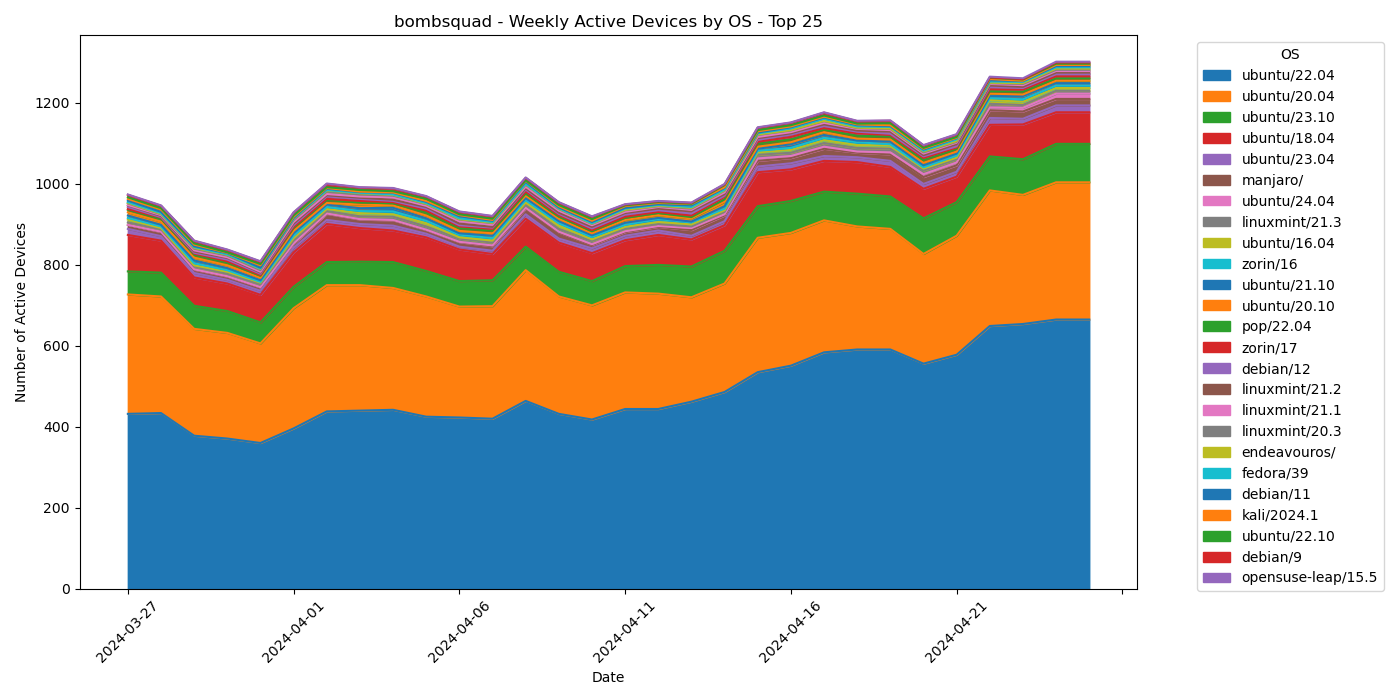 bombsquad - Weekly Active Devices by OS - Top 25
Number of Active Devices
1200
1000
800
600
400
200
0
2024-03-27
2024-04-01
2024-04-06
2024-04-11
2024-04-16
2024-04-21
Date
OS
ubuntu/22.04
ubuntu/20.04
ubuntu/23.10
ubuntu/18.04
ubuntu/23.04
manjaro/
ubuntu/24.04
linuxmint/21.3
ubuntu/16.04
zorin/16
ubuntu/21.10
ubuntu/20.10
pop/22.04
zorin/17
debian/12
linuxmint/21.2
linuxmint/21.1
linuxmint/20.3
endeavouros/
fedora/39
debian/11
kali/2024.1
ubuntu/22.10
debian/9
opensuse-leap/15.5